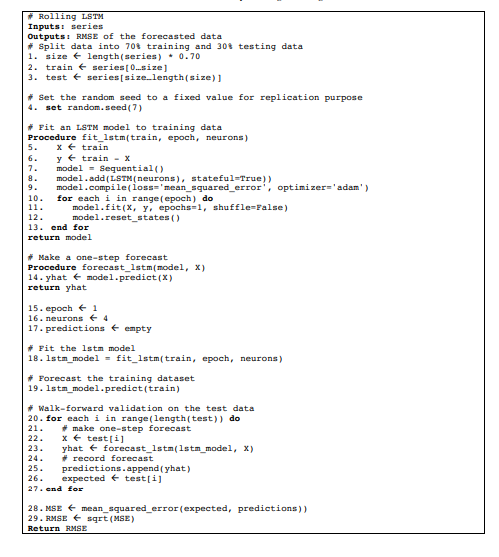 # Rolling LSTM
Inputs: series
Outputs: RMSE of the forecasted data
# Split data into 70% training and 30% testing data
1. size ← length(series) * 0.70
2. train ← series[0…size]
3. test ← series[size…length(size)]
# Set the random seed to a fixed value for replication purpose
4. set random.seed(7)
# Fit an LSTM model to training data
Procedure fit_lstm(train, epoch, neurons)
5. X ← train
6. y ← train - X
7. model = Sequential()
8. model.add(LSTM(neurons), stateful=True))
9. model.compile(loss='mean_squared_error', optimizer='adam')
10. for each i in range(epoch) do
11. model.fit(X, y, epochs=1, shuffle=False)
12. model.reset_states()
13. end for
return model
# Make a one-step forecast
Procedure forecast_lstm(model, X)
14. yhat ← model.predict(X)
return yhat
15. epoch ← 1
16. neurons ← 4
17. predictions ← empty
# Fit the lstm model
18. lstm_model = fit_lstm(train, epoch, neurons)
# Forecast the training dataset
19. lstm_model.predict(train)
# Walk-forward validation on the test data
20. for each i in range(length(test)) do
21. # make one-step forecast
22. X ← test[i]
23. yhat ← forecast_lstm(lstm_model, X)
24. # record forecast
25. predictions.append(yhat)
26. expected ← test[i]
27. end for
28. MSE ← mean_squared_error(expected, predictions))
29. RMSE ← sqrt(MSE)
Return RMSE